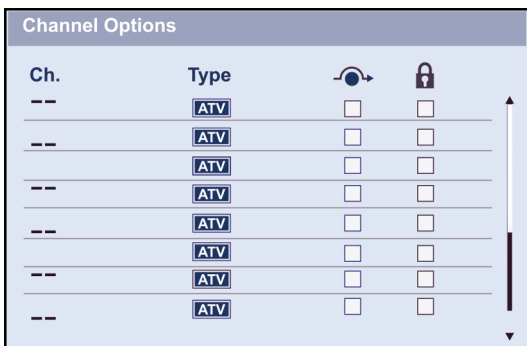 Channel Options
Ch. Type
-- ATV
-- ATV
ATV
-- ATV
-- ATV
ATV
-- ATV
-- ATV